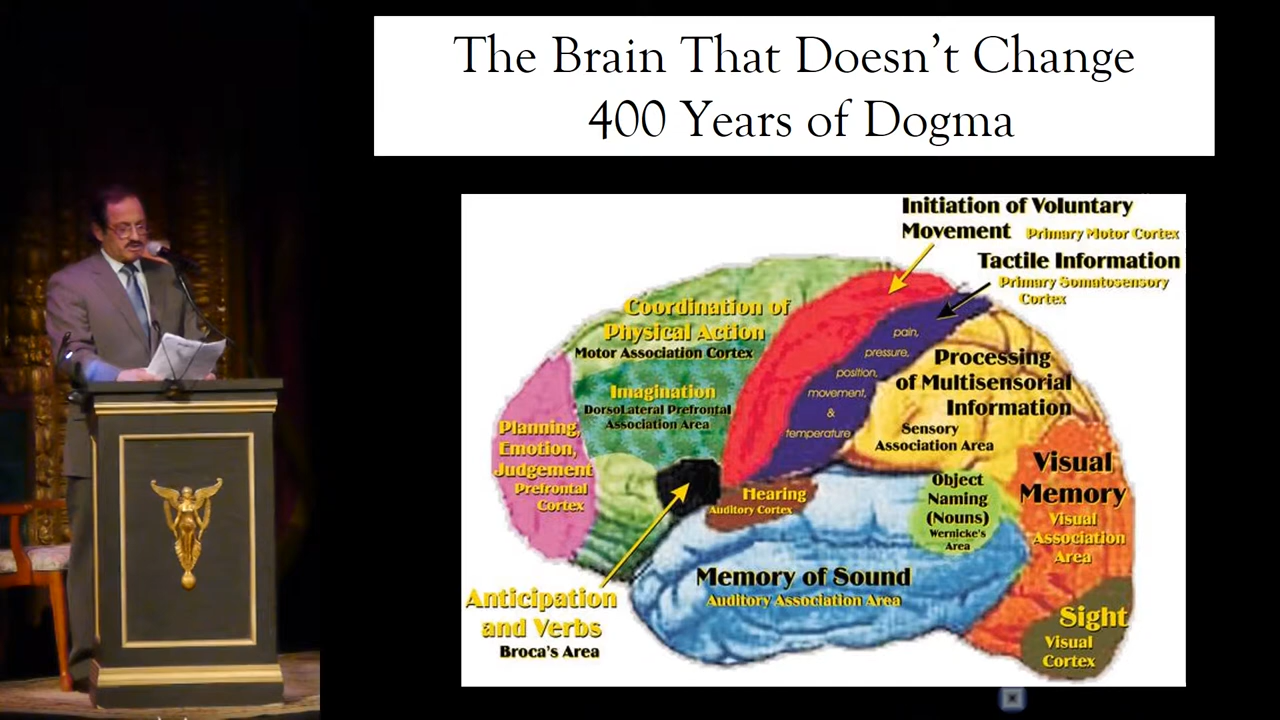 The Brain That Doesn't Change
400 Years of Dogma
Initiation of Voluntary
Movement Primary Motor Cortex
Tactile Information
Primary Somatosensory
Cortex
Coordination of
Physical Action
Motor Association Cortex
pain,
pressure,
position,
movement,
&
temperature
Processing
of Multisensorial
Information
Sensory
Association Area
Imagination
DorsoLateral Prefrontal
Association Area
Planning,
Emotion,
Judgement
Prefrontal
Cortex
Hearing
Auditory Cortex
Object
Naming
(Nouns)
Wernicke's
Area
Visual
Memory
Visual
Association
Area
Memory of Sound
Auditory Association Area
Anticipation
and Verbs
Broca's Area
Sight
Visual
Cortex